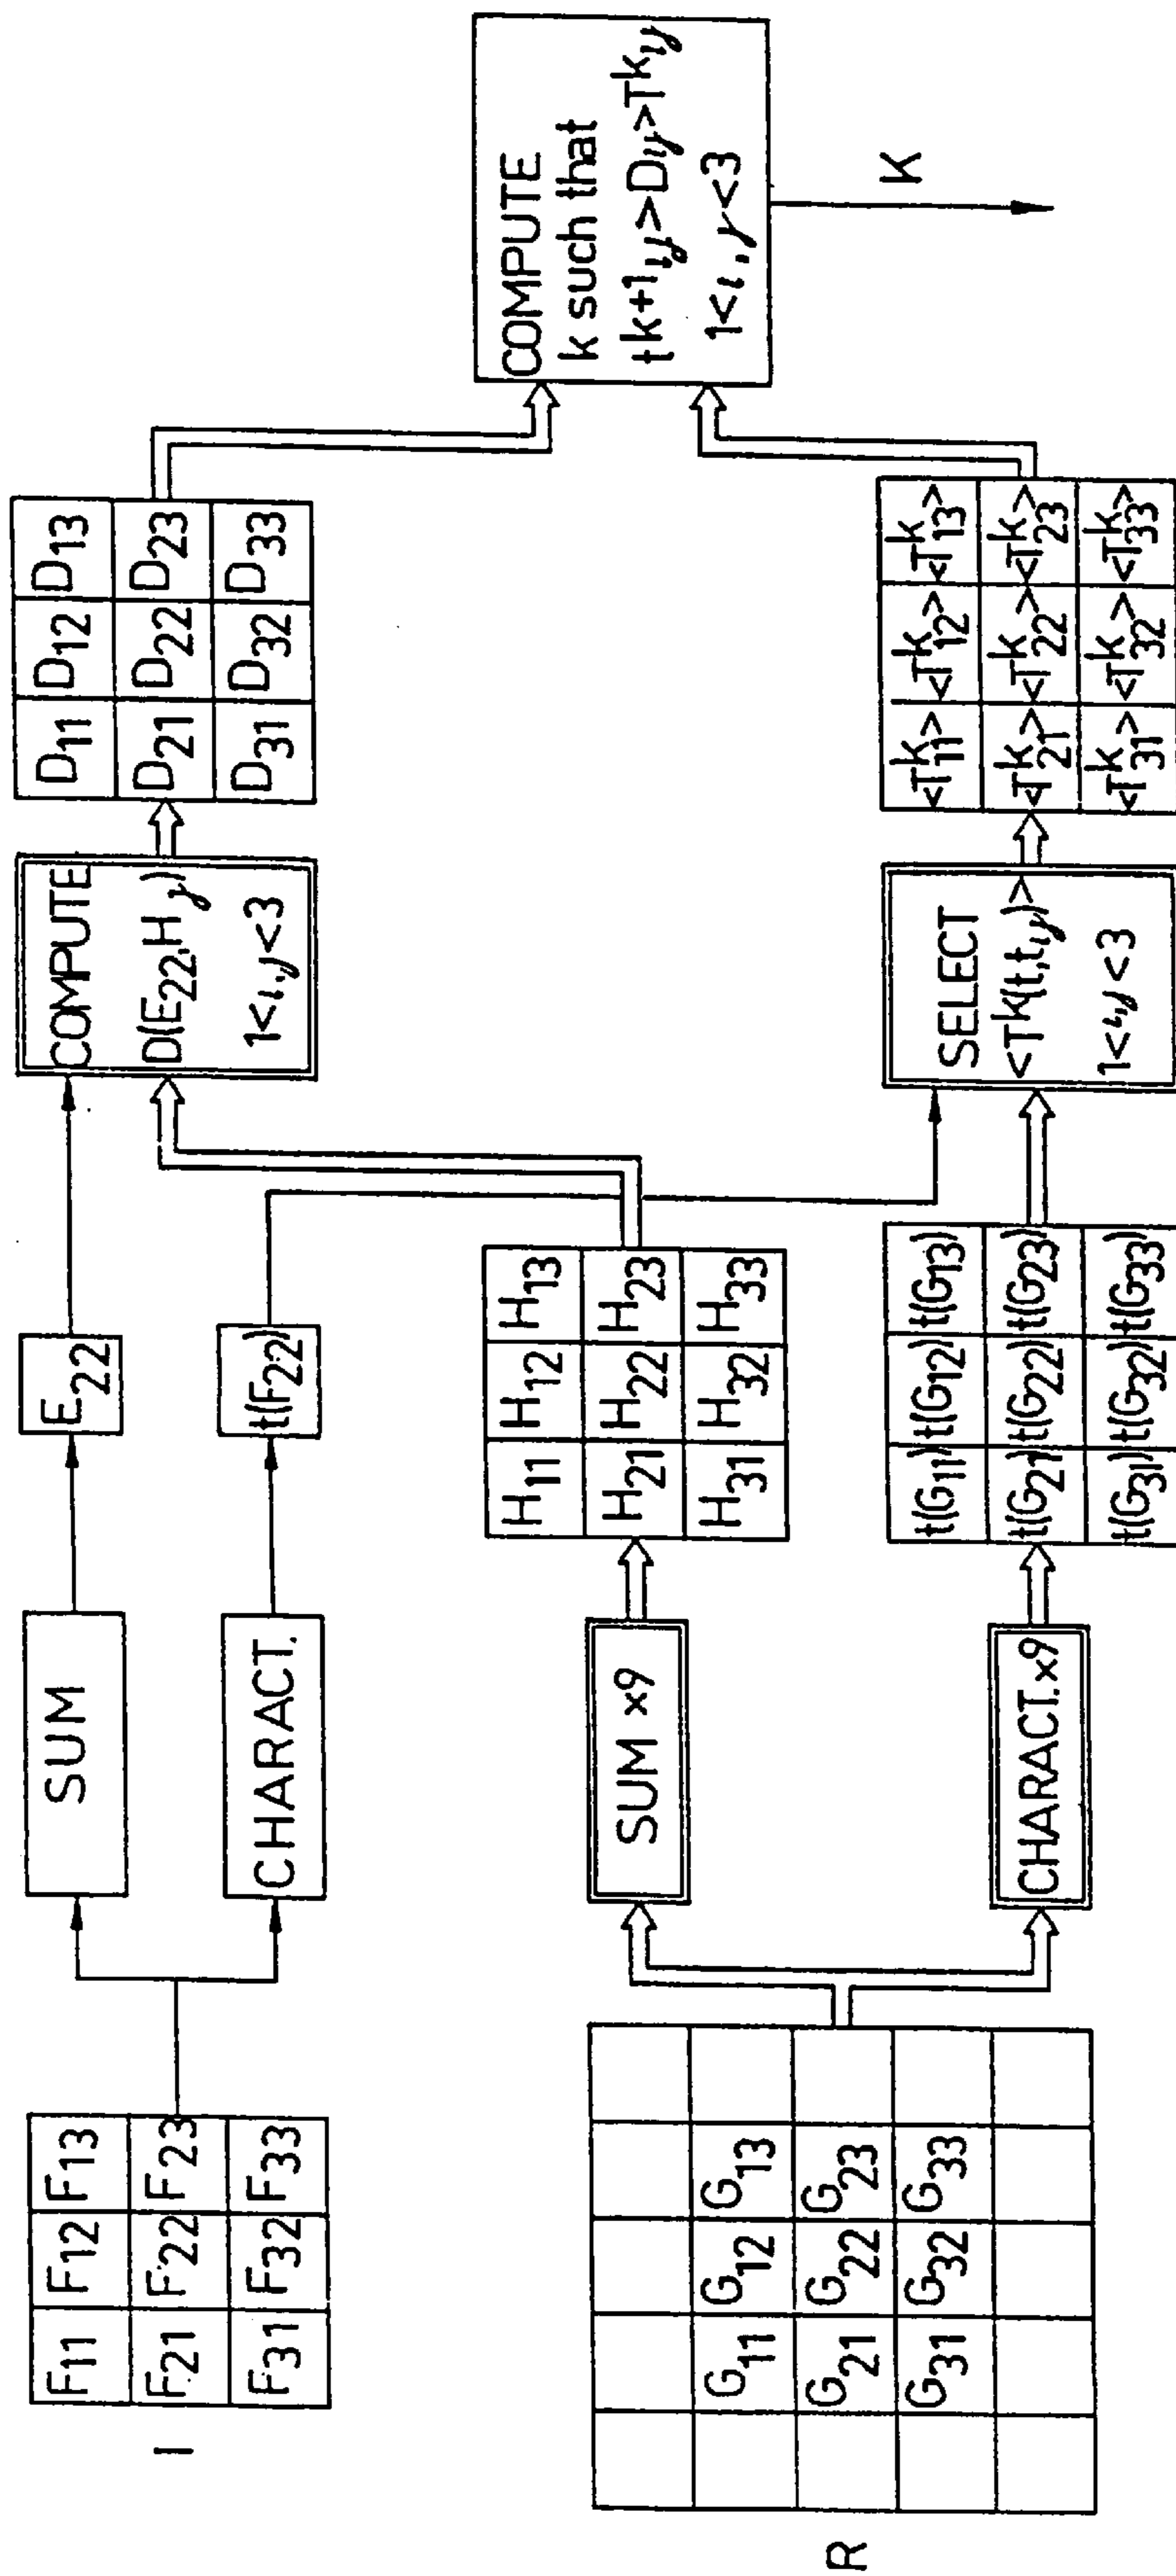 I
F11 F12 F13
F21 F22 F23
F31 F32 F33
SUM
CHARACT.
E22
t(F22)
COMPUTE
D(E22,H j)
1<i,j<3
D11 D12 D13
D21 D22 D23
D31 D32 D33
R
G11 G12 G13
G21 G22 G23
G31 G32 G33
SUM x9
CHARACT.x9
H11 H12 H13
H21 H22 H23
H31 H32 H33
t(G11) t(G12) t(G13)
t(G21) t(G22) t(G23)
t(G31) t(G32) t(G33)
SELECT
<Tk(t,tij)>
1<i,j<3
<Tk11> <Tk12> <Tk13>
<Tk21> <Tk22> <Tk23>
<Tk31> <Tk32> <Tk33>
COMPUTE
k such that
tk+1ij>Dij>Tkij
1<i,j<3
K